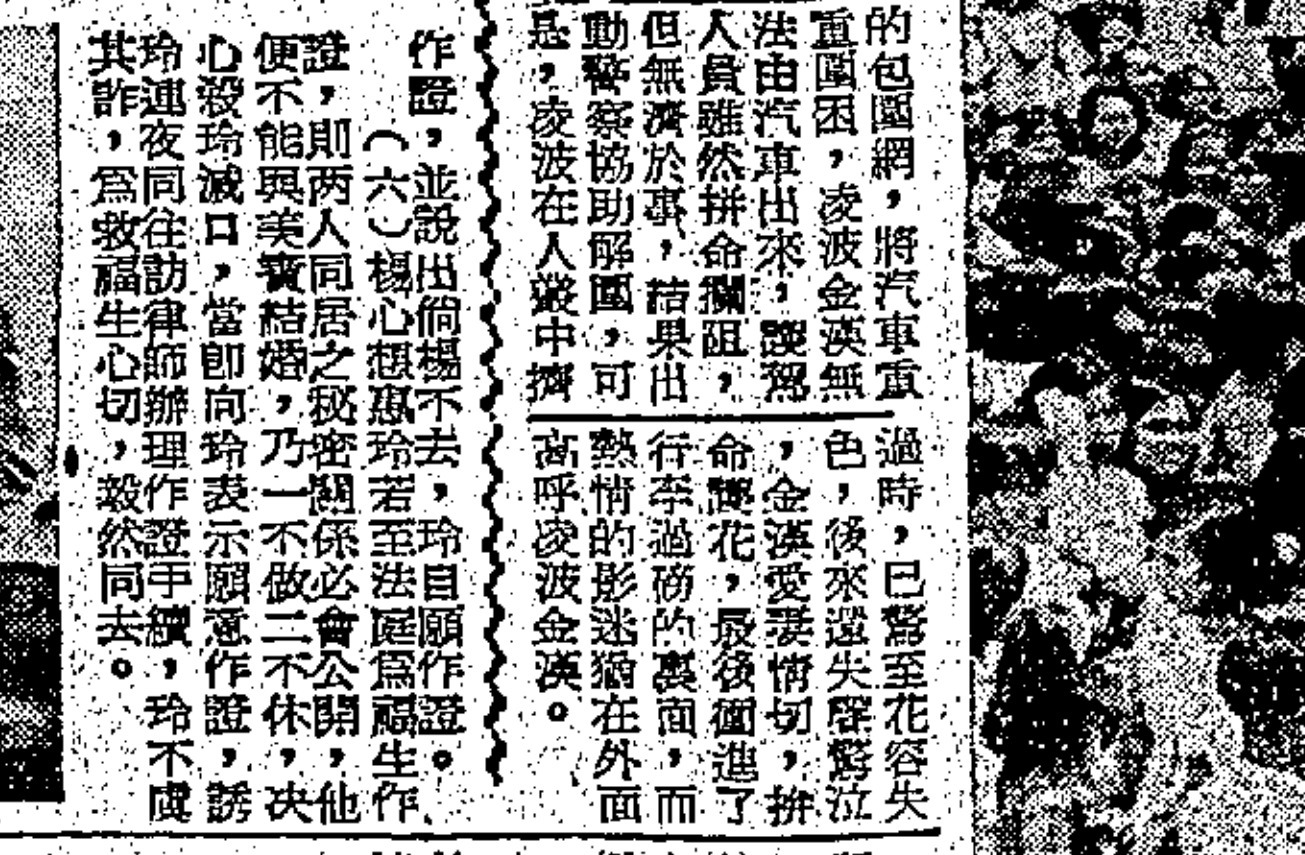 的包圍網，將汽車重
重圍困，凌波金漢無
法由汽車出來，護駕
人員雖然拼命攔阻，
但無濟於事，結果出
動警察協助解圍，可
是，凌波在人叢中擠
過時，已驚至花容失
色，後來還失聲驚泣
，金漢愛妻情切，拚
命護花，最後衝進了
行李過磅的裏面，而
熱情的影迷猶在外面
高呼凌波金漢。
作證，並說出倘楊不去，玲自願作證。
（六）楊心想惠玲若至法庭爲福生作
證，則两人同居之秘密關係必會公開，他
便不能與美寶結婚，乃一不做二不休，决
心殺玲滅口，當卽向玲表示願意作證，誘
玲連夜同往訪律師辦理作證手續，玲不虞
其詐，爲救福生心切，毅然同去。